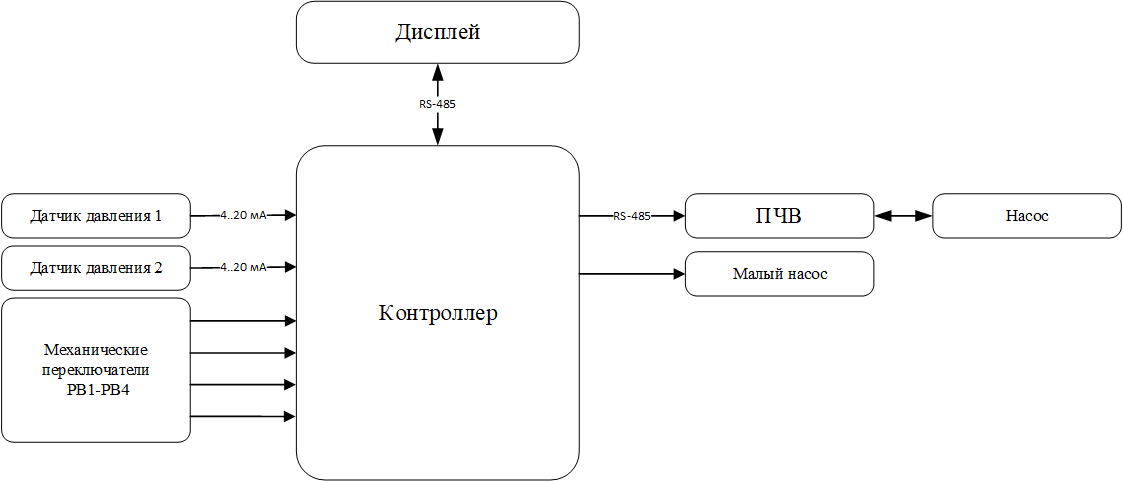 Дисплей
RS-485
Датчик давления 1
4..20 мА
RS-485
ПЧВ
Насос
Датчик давления 2
4..20 мА
Малый насос
Контроллер
Механические
переключатели
РВ1-РВ4